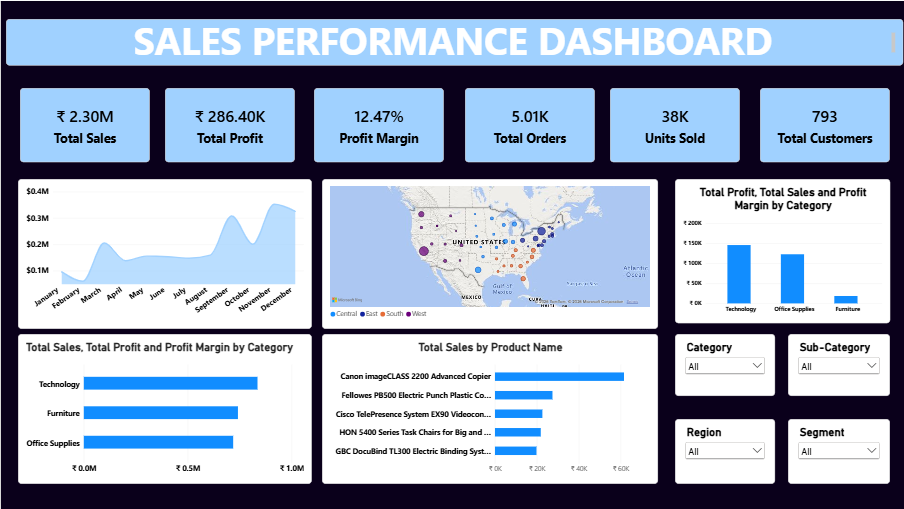 SALES PERFORMANCE DASHBOARD
₹ 2.30M
Total Sales
₹ 286.40K
Total Profit
12.47%
Profit Margin
5.01K
Total Orders
38K
Units Sold
793
Total Customers
$0.4M
$0.3M
$0.2M
$0.1M
January
February
March
April
May
June
July
August
September
October
November
December
UNITED STATES
MEXICO
Gulf of
Mexico
CUBA
Atlantic
Ocean
Microsoft Bing
© 2026 Microsoft Corporation
Central East South West
Total Profit, Total Sales and Profit
Margin by Category
₹ 200K
₹ 150K
₹ 100K
₹ 50K
₹ 0K
Technology
Office Supplies
Furniture
Total Sales, Total Profit and Profit Margin by Category
Technology
Furniture
Office Supplies
₹ 0.0M
₹ 0.5M
₹ 1.0M
Total Sales by Product Name
Canon imageCLASS 2200 Advanced Copier
Fellowes PB500 Electric Punch Plastic Co...
Cisco TelePresence System EX90 Videocon...
HON 5400 Series Task Chairs for Big and ...
GBC DocuBind TL300 Electric Binding Syst...
₹ 0K
₹ 20K
₹ 40K
₹ 60K
Category
All
Sub-Category
All
Region
All
Segment
All